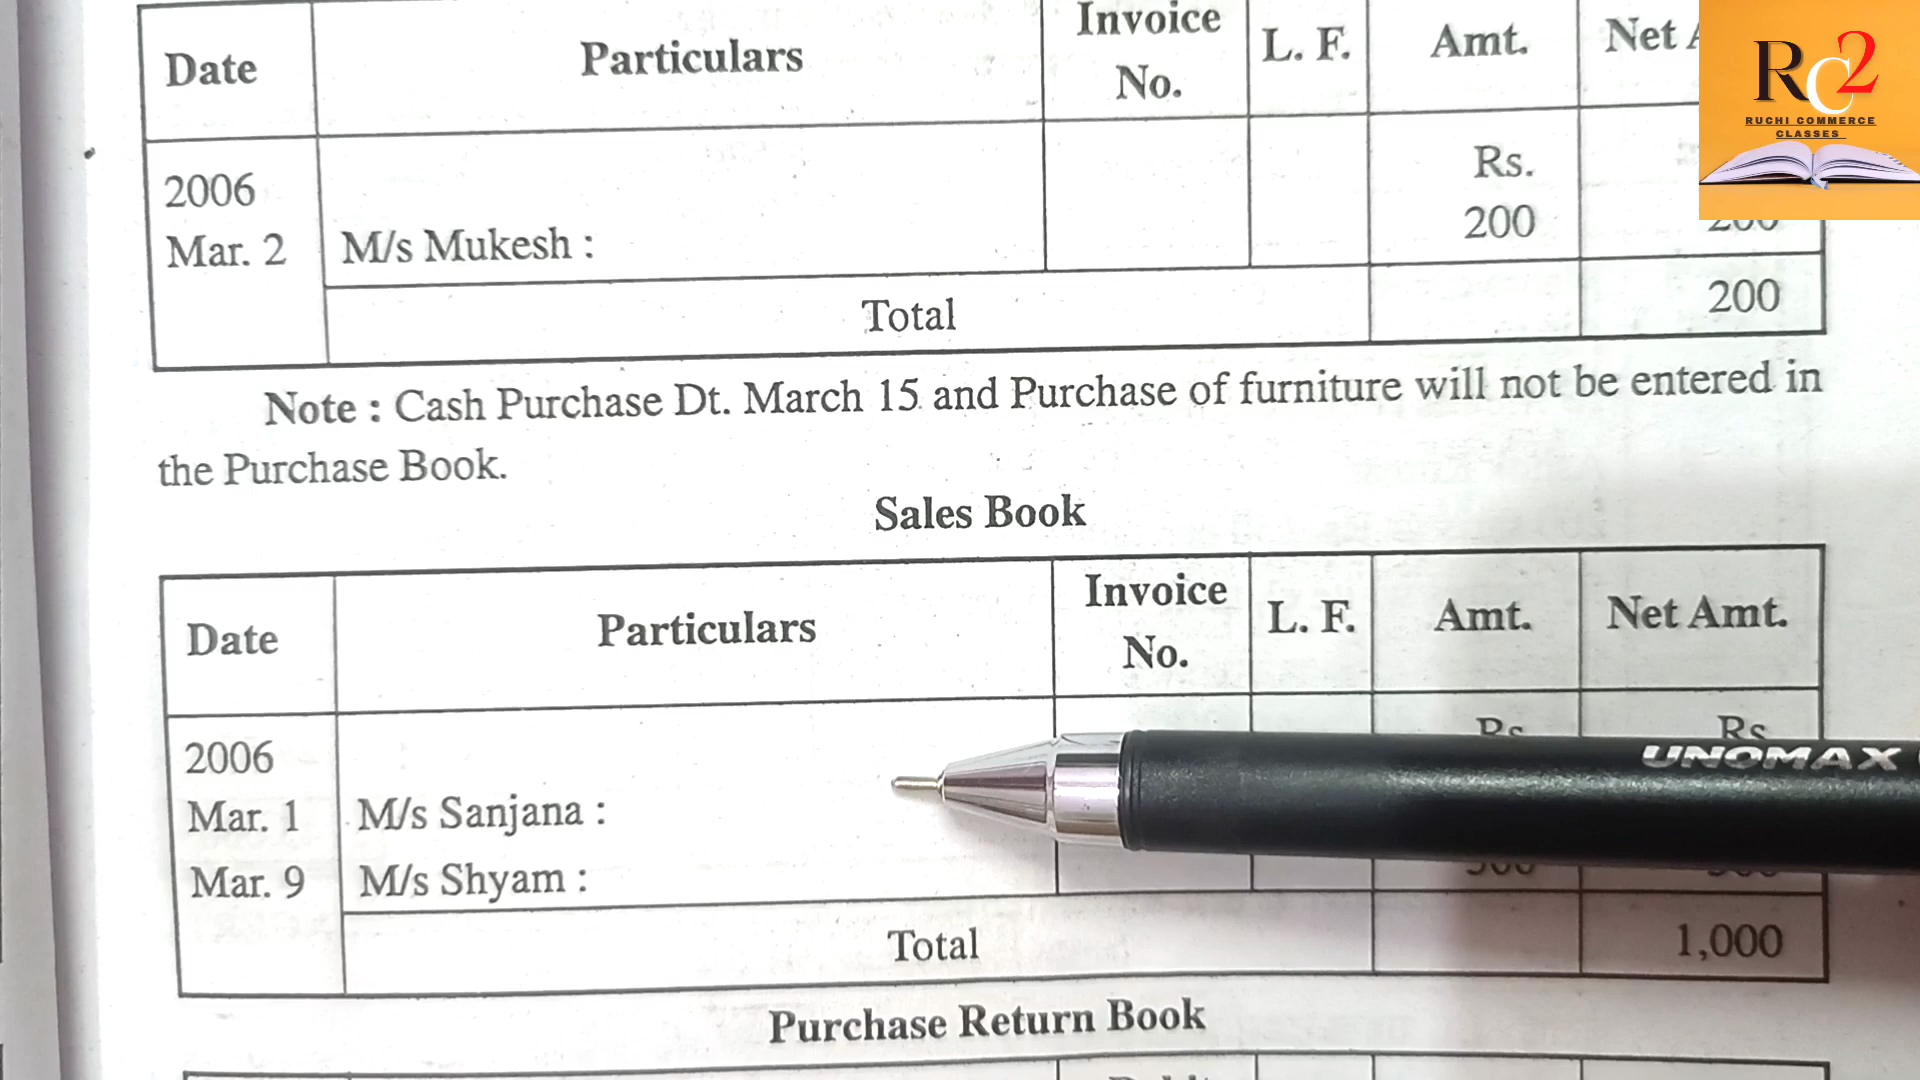 Date Particulars Invoice No. L. F. Amt. Net
RC2
RUCHI COMMERCE
CLASSES
Rs.
2006
Mar. 2 M/s Mukesh : 200 200
Total 200
Note : Cash Purchase Dt. March 15 and Purchase of furniture will not be entered in
the Purchase Book.
Sales Book
Date Particulars Invoice No. L. F. Amt. Net Amt.
2006 Rs Rs
Mar. 1 M/s Sanjana :
Mar. 9 M/s Shyam :
Total 1,000
UNOMAX
Purchase Return Book